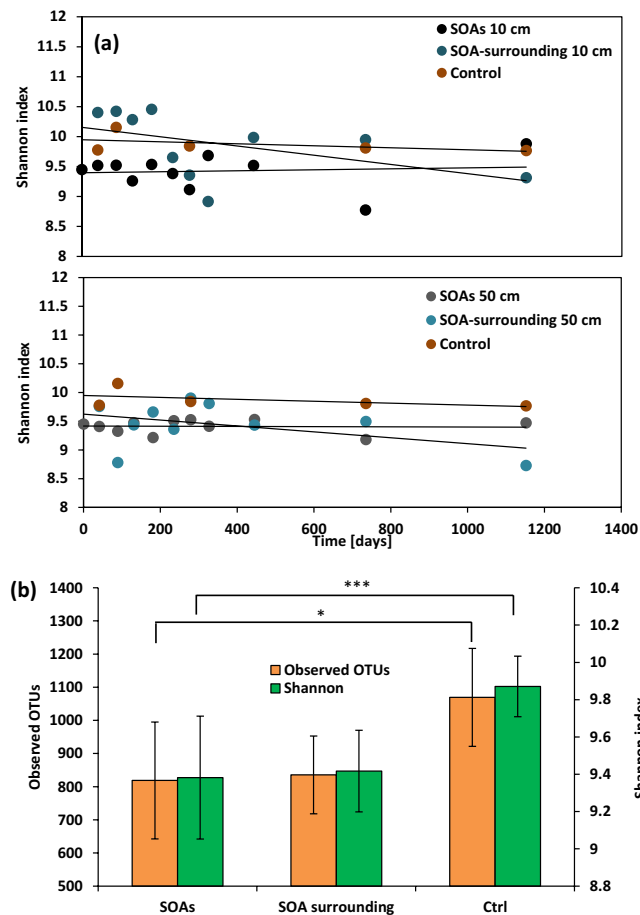 (a)
SOAs 10 cm
SOA-surrounding 10 cm
Control
Shannon index
12
11.5
11
10.5
10
9.5
9
8.5
8
SOAs 50 cm
SOA-surrounding 50 cm
Control
Shannon index
12
11.5
11
10.5
10
9.5
9
8.5
8
0 200 400 600 800 1000 1200 1400
Time [days]
(b)
***
*
Observed OTUs
Shannon
Observed OTUs
1400
1300
1200
1100
1000
900
800
700
600
500
Shannon index
10.4
10.2
10
9.8
9.6
9.4
9.2
9
8.8
SOAs SOA surrounding Ctrl